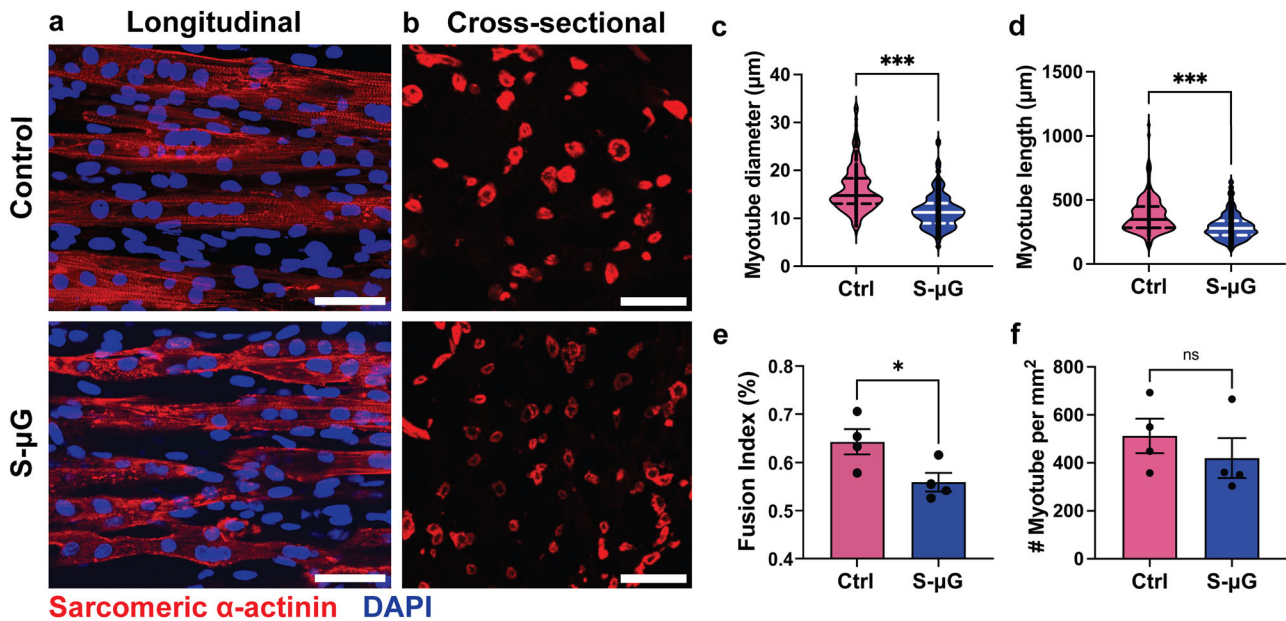 a Longitudinal
b Cross-sectional
Control
S-μG
Sarcomeric α-actinin DAPI
c
Myotube diameter (μm)
40
30
20
10
0
***
Ctrl S-μG
d
Myotube length (μm)
1500
1000
500
0
***
Ctrl S-μG
e
Fusion Index (%)
0.8
0.7
0.6
0.5
0.4
*
Ctrl S-μG
f
# Myotube per mm²
800
600
400
200
0
ns
Ctrl S-μG